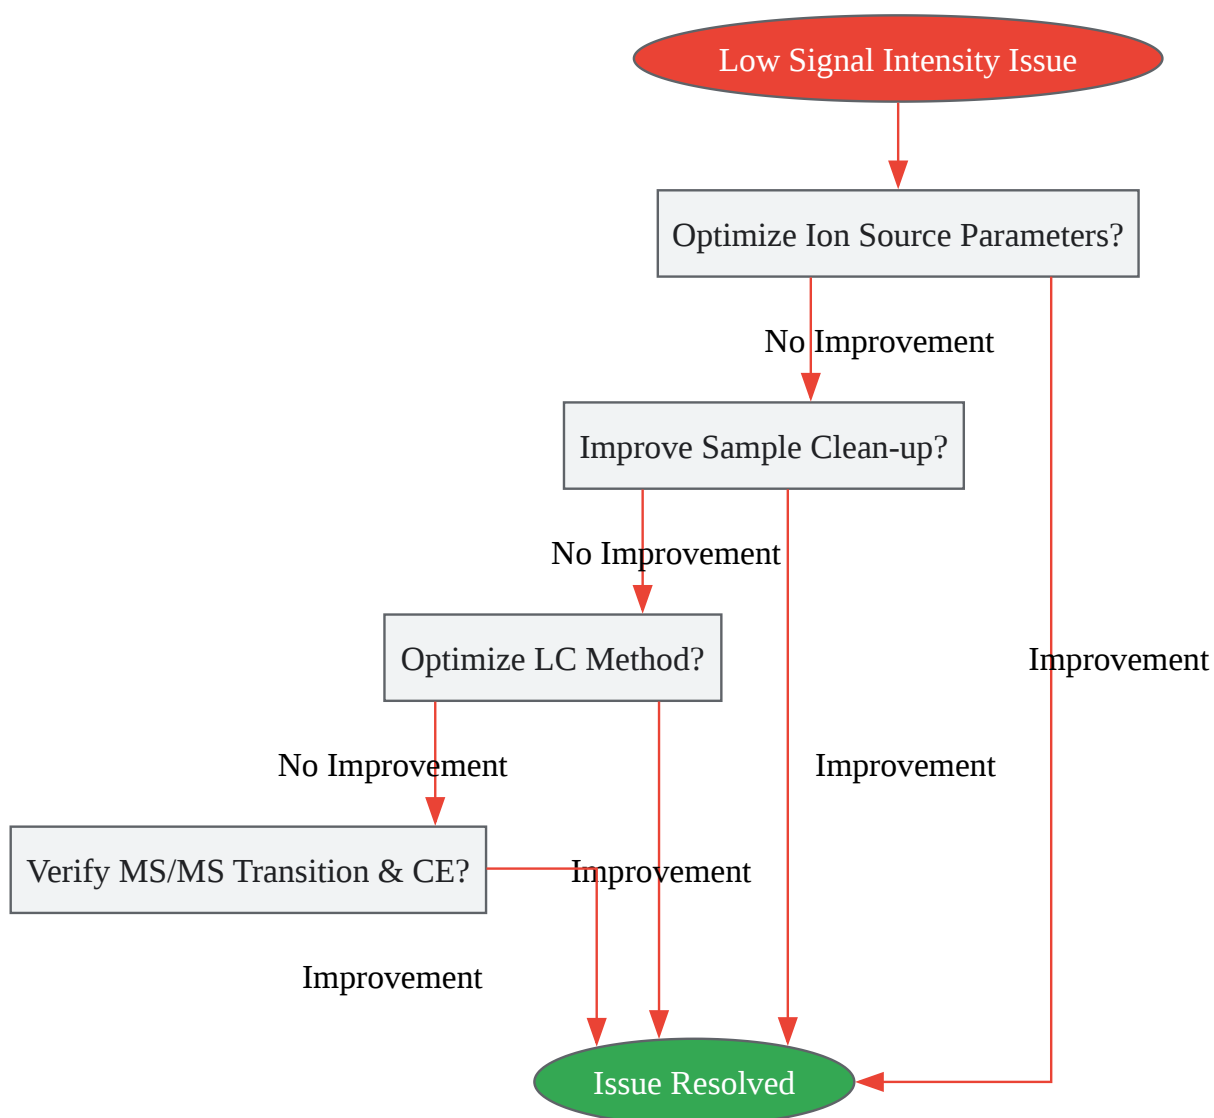 Low Signal Intensity Issue
Optimize Ion Source Parameters?
No Improvement
Improve Sample Clean-up?
No Improvement
Optimize LC Method?
Improvement
No Improvement
Improvement
Verify MS/MS Transition & CE?
Improvement
Improvement
Issue Resolved